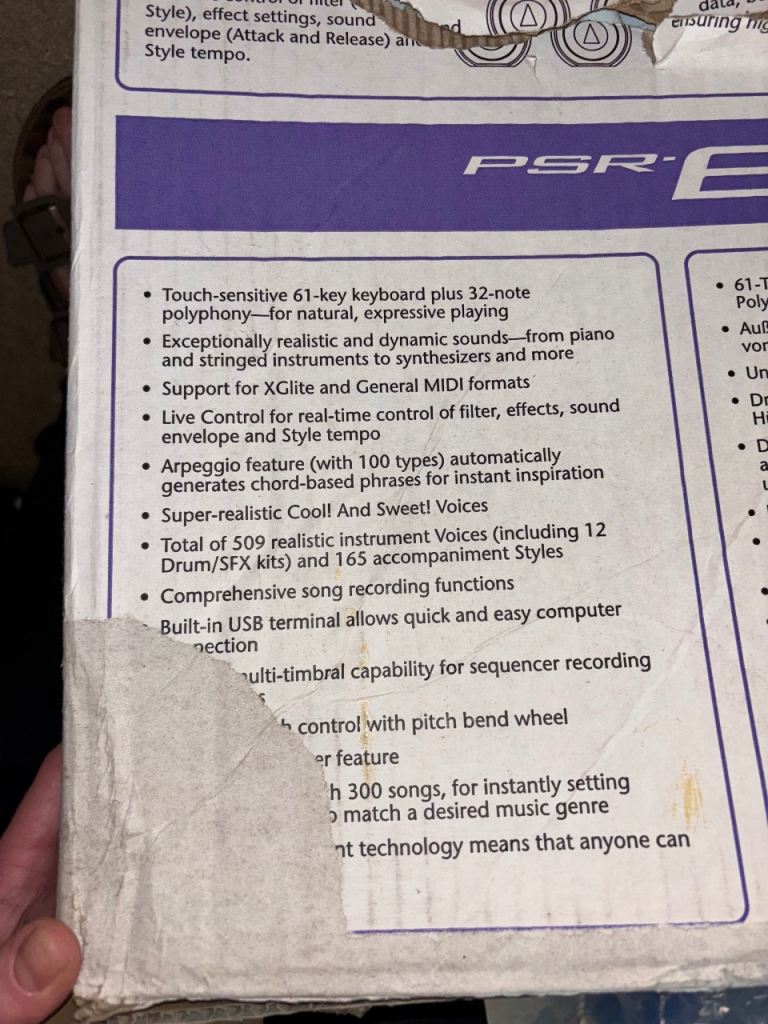 Style), effect settings, sound
envelope (Attack and Release) and
Style tempo.
data,
ensuring
PSR-E
• Touch-sensitive 61-key keyboard plus 32-note
polyphony—for natural, expressive playing
• Exceptionally realistic and dynamic sounds—from piano
and stringed instruments to synthesizers and more
• Support for XGlite and General MIDI formats
• Live Control for real-time control of filter, effects, sound
envelope and Style tempo
• Arpeggio feature (with 100 types) automatically
generates chord-based phrases for instant inspiration
• Super-realistic Cool! And Sweet! Voices
• Total of 509 realistic instrument Voices (including 12
Drum/SFX kits) and 165 accompaniment Styles
• Comprehensive song recording functions
Built-in USB terminal allows quick and easy computer
nection
ulti-timbral capability for sequencer recording
s
control with pitch bend wheel
er feature
h 300 songs, for instantly setting
o match a desired music genre
nt technology means that anyone can
• 61-T
Poly
• Auß
vor
• Un
• Dr
Hi
• D
a
u